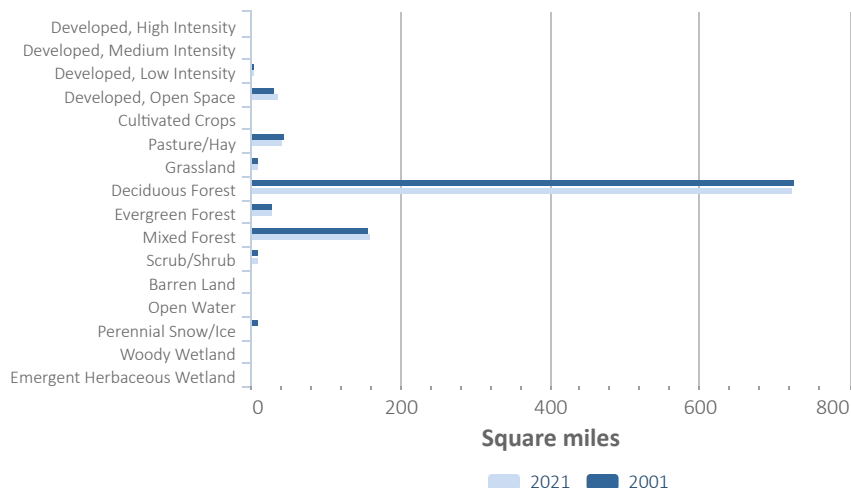 Developed, High Intensity
Developed, Medium Intensity
Developed, Low Intensity
Developed, Open Space
Cultivated Crops
Pasture/Hay
Grassland
Deciduous Forest
Evergreen Forest
Mixed Forest
Scrub/Shrub
Barren Land
Open Water
Perennial Snow/Ice
Woody Wetland
Emergent Herbaceous Wetland
0 200 400 600 800
Square miles
2021 2001